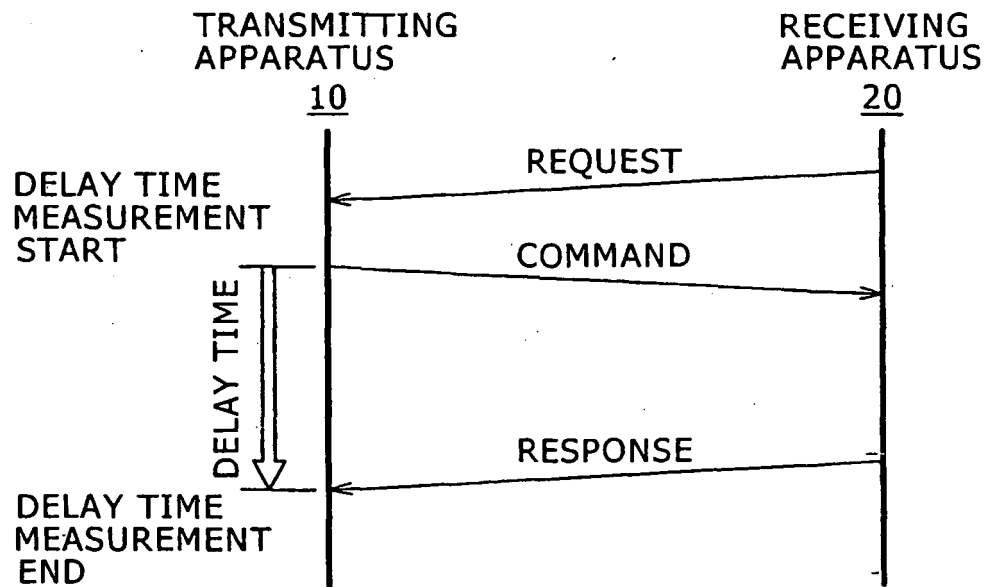 TRANSMITTING
APPARATUS
10
RECEIVING
APPARATUS
20
REQUEST
DELAY TIME
MEASUREMENT
START
COMMAND
DELAY TIME
RESPONSE
DELAY TIME
MEASUREMENT
END